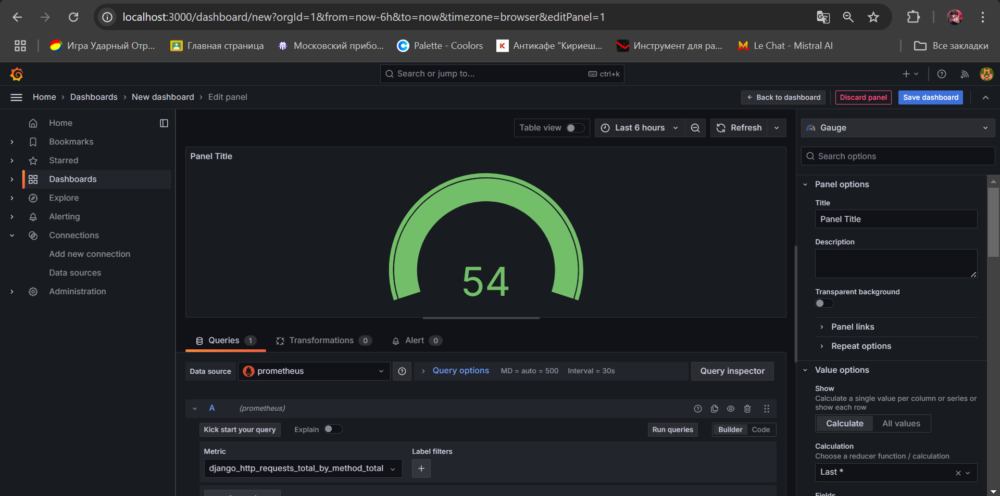 localhost:3000/dashboard/new?orgId=1&from=now-6h&to=now&timezone=browser&editPanel=1
Игра Ударный Отр...
Главная страница
Московский прибо...
Palette - Coolors
Антикафе "Кириеш...
Инструмент для ра...
Le Chat - Mistral AI
Все закладки
Search or jump to...
ctrl+k
Home › Dashboards › New dashboard › Edit panel
Back to dashboard
Discard panel
Save dashboard
Home
Bookmarks
Starred
Dashboards
Explore
Alerting
Connections
Add new connection
Data sources
Administration
Table view
Last 6 hours
Refresh
Panel Title
54
Queries 1
Transformations 0
Alert 0
Data source
prometheus
Query options
MD = auto = 500
Interval = 30s
Query inspector
A
(prometheus)
Kick start your query
Explain
Run queries
Builder
Code
Metric
Label filters
django_http_requests_total_by_method_total
Gauge
Search options
Panel options
Title
Panel Title
Description
Transparent background
Panel links
Repeat options
Value options
Show
Calculate a single value per column or series or
show each row
Calculate
All values
Calculation
Choose a reducer function / calculation
Last *
Fields